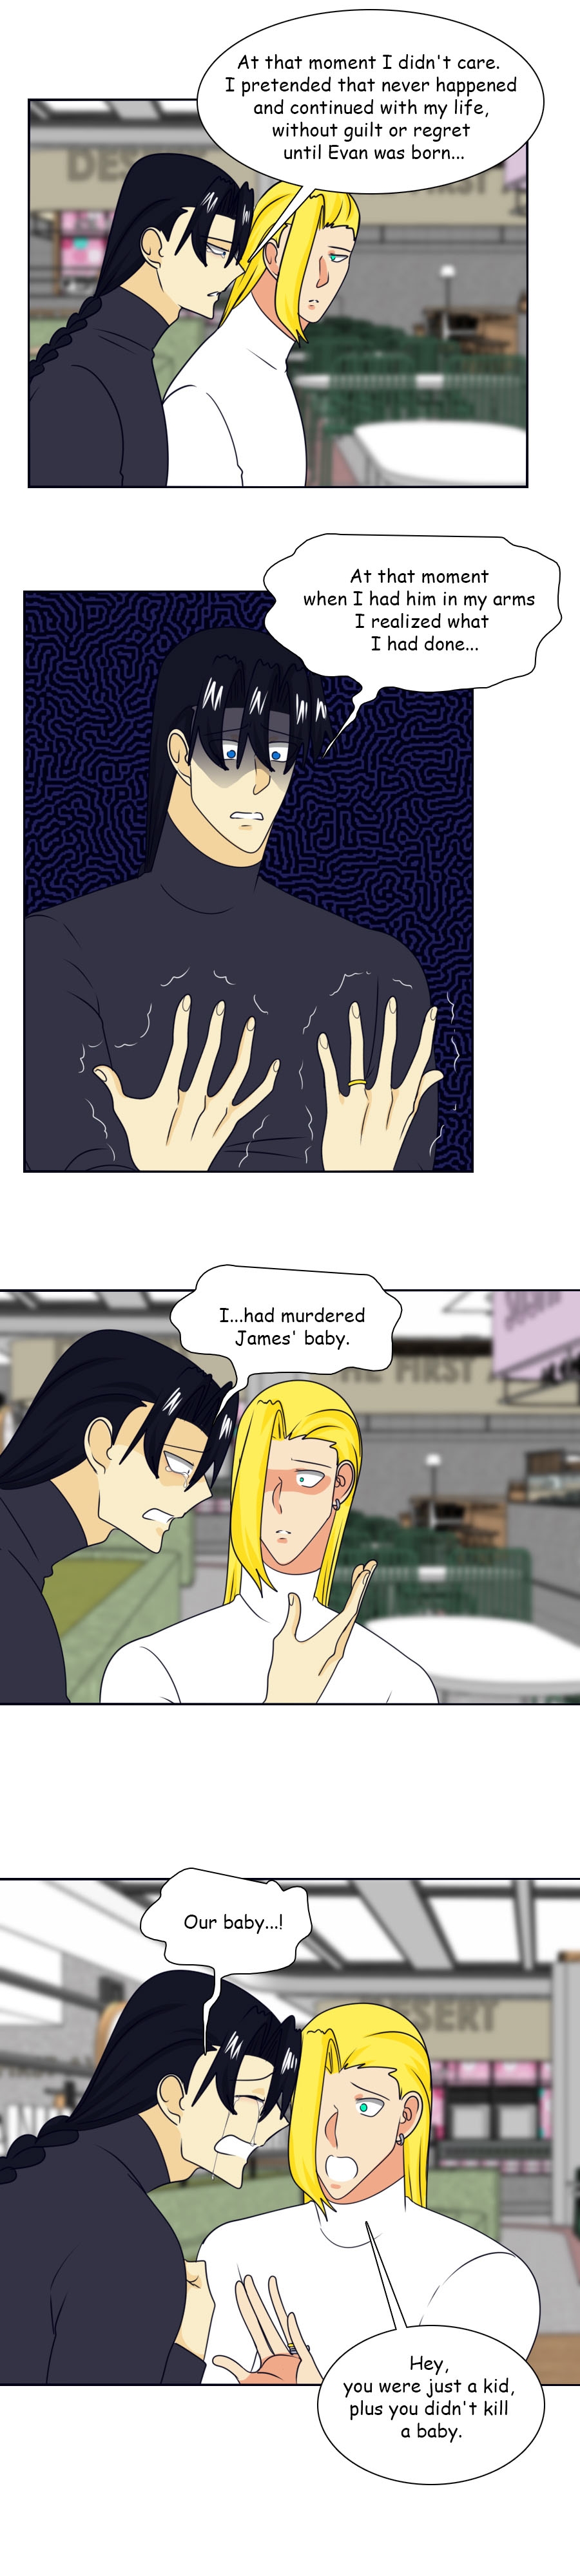 At that moment I didn't care.
I pretended that never happened
and continued with my life,
without guilt or regret
until Evan was born...
At that moment
when I had him in my arms
I realized what
I had done...
I...had murdered
James' baby.
THE FIRST
Our baby...!
Hey,
you were just a kid,
plus you didn't kill
a baby.